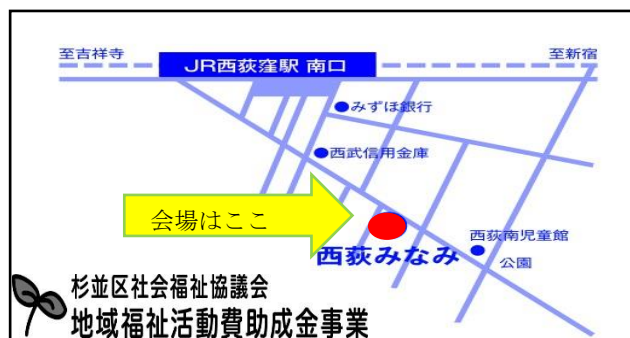 至吉祥寺
至新宿
JR西荻窪駅 南口
みずほ銀行
西武信用金庫
会場はここ
西荻みなみ
西荻南児童館
公園
杉並区社会福祉協議会
地域福祉活動費助成金事業